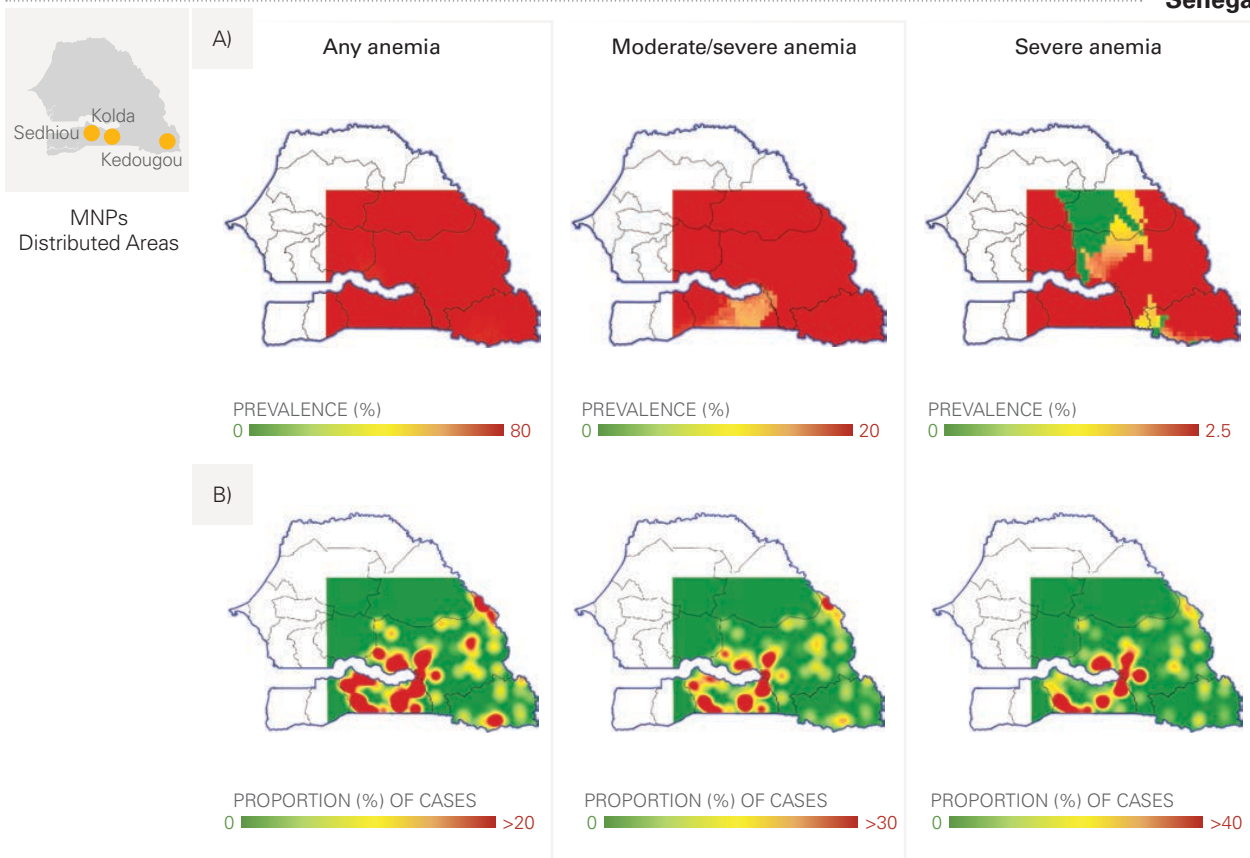 Senega
A)
Any anemia
Moderate/severe anemia
Severe anemia
Kolda
Sedhiou
Kedougou
MNPs
Distributed Areas
PREVALENCE (%)
0 80
PREVALENCE (%)
0 20
PREVALENCE (%)
0 2.5
B)
PROPORTION (%) OF CASES
0 >20
PROPORTION (%) OF CASES
0 >30
PROPORTION (%) OF CASES
0 >40